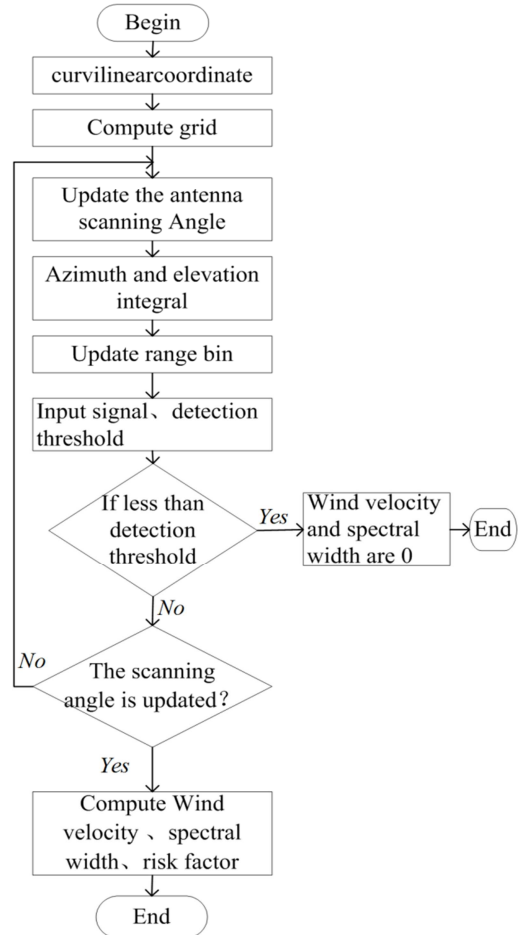 Begin
curvilinearcoordinate
Compute grid
Update the antenna
scanning Angle
Azimuth and elevation
integral
Update range bin
Input signal、detection
threshold
If less than
detection
threshold
Yes
Wind velocity
and spectral
width are 0
End
No
The scanning
angle is updated？
No
Yes
Compute Wind
velocity 、spectral
width、risk factor
End